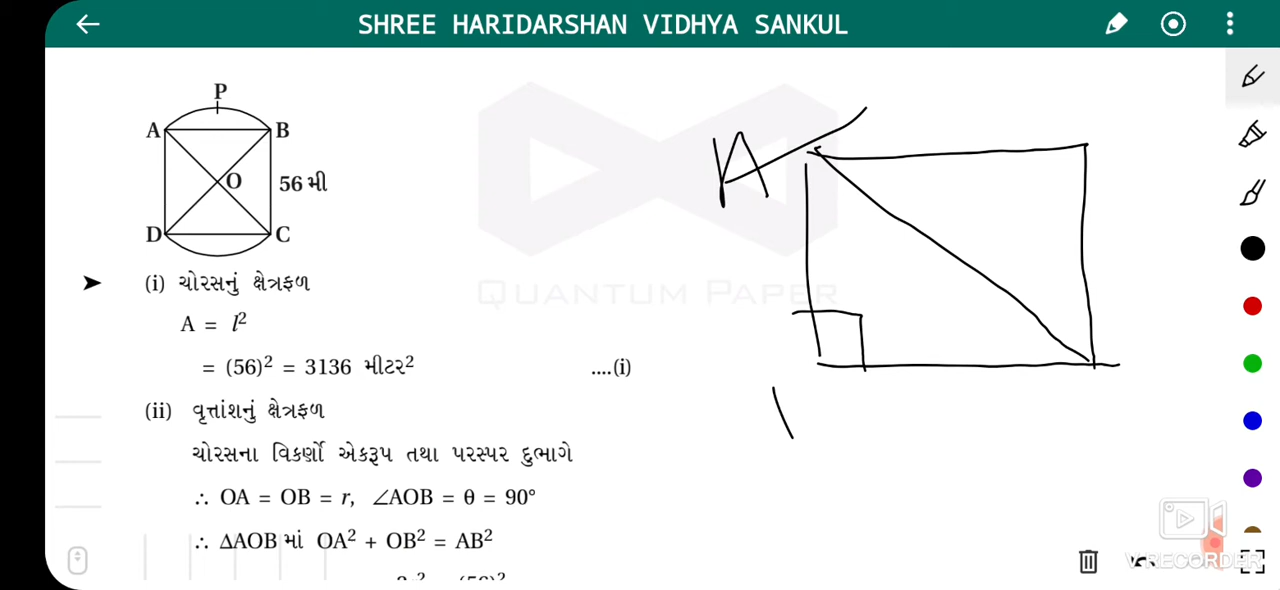 SHREE HARIDARSHAN VIDHYA SANKUL
P
A B
O
56 મી
D C
A
QUANTUM PAPER
➤ (i) ચોરસનું ક્ષેત્રફળ
A = l²
= (56)² = 3136 મીટર² ....(i)
(ii) વૃત્તાંશનું ક્ષેત્રફળ
ચોરસના વિકર્ણો એકરૂપ તથા પરસ્પર દુભાગે
∴ OA = OB = r, ∠AOB = θ = 90°
∴ ΔAOB માં OA² + OB² = AB²
V RECORDER